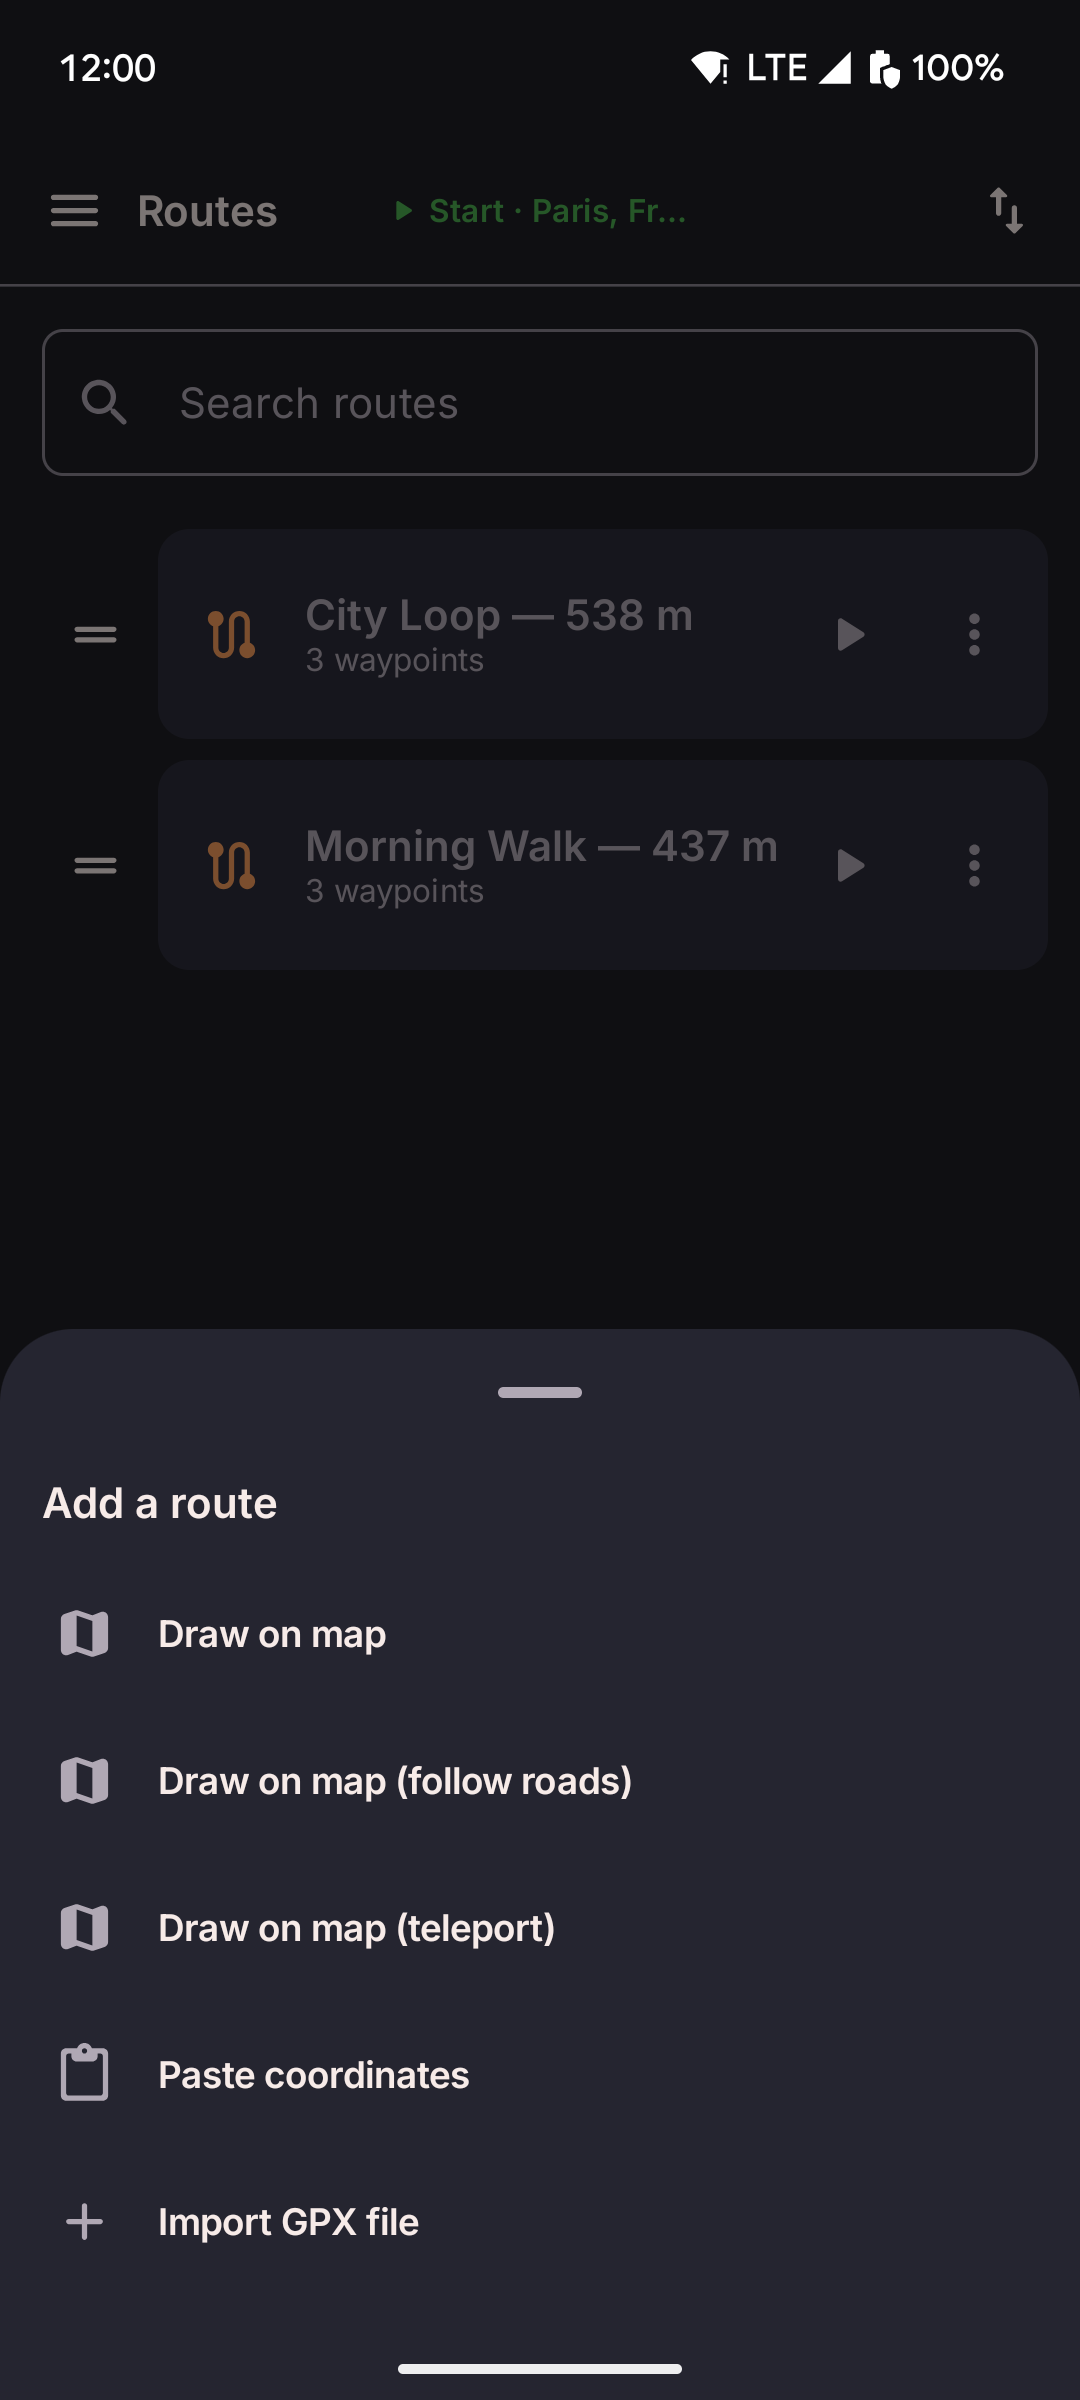 12:00
LTE 100%
Routes
Start · Paris, Fr...
Search routes
City Loop — 538 m
3 waypoints
Morning Walk — 437 m
3 waypoints
Add a route
Draw on map
Draw on map (follow roads)
Draw on map (teleport)
Paste coordinates
Import GPX file